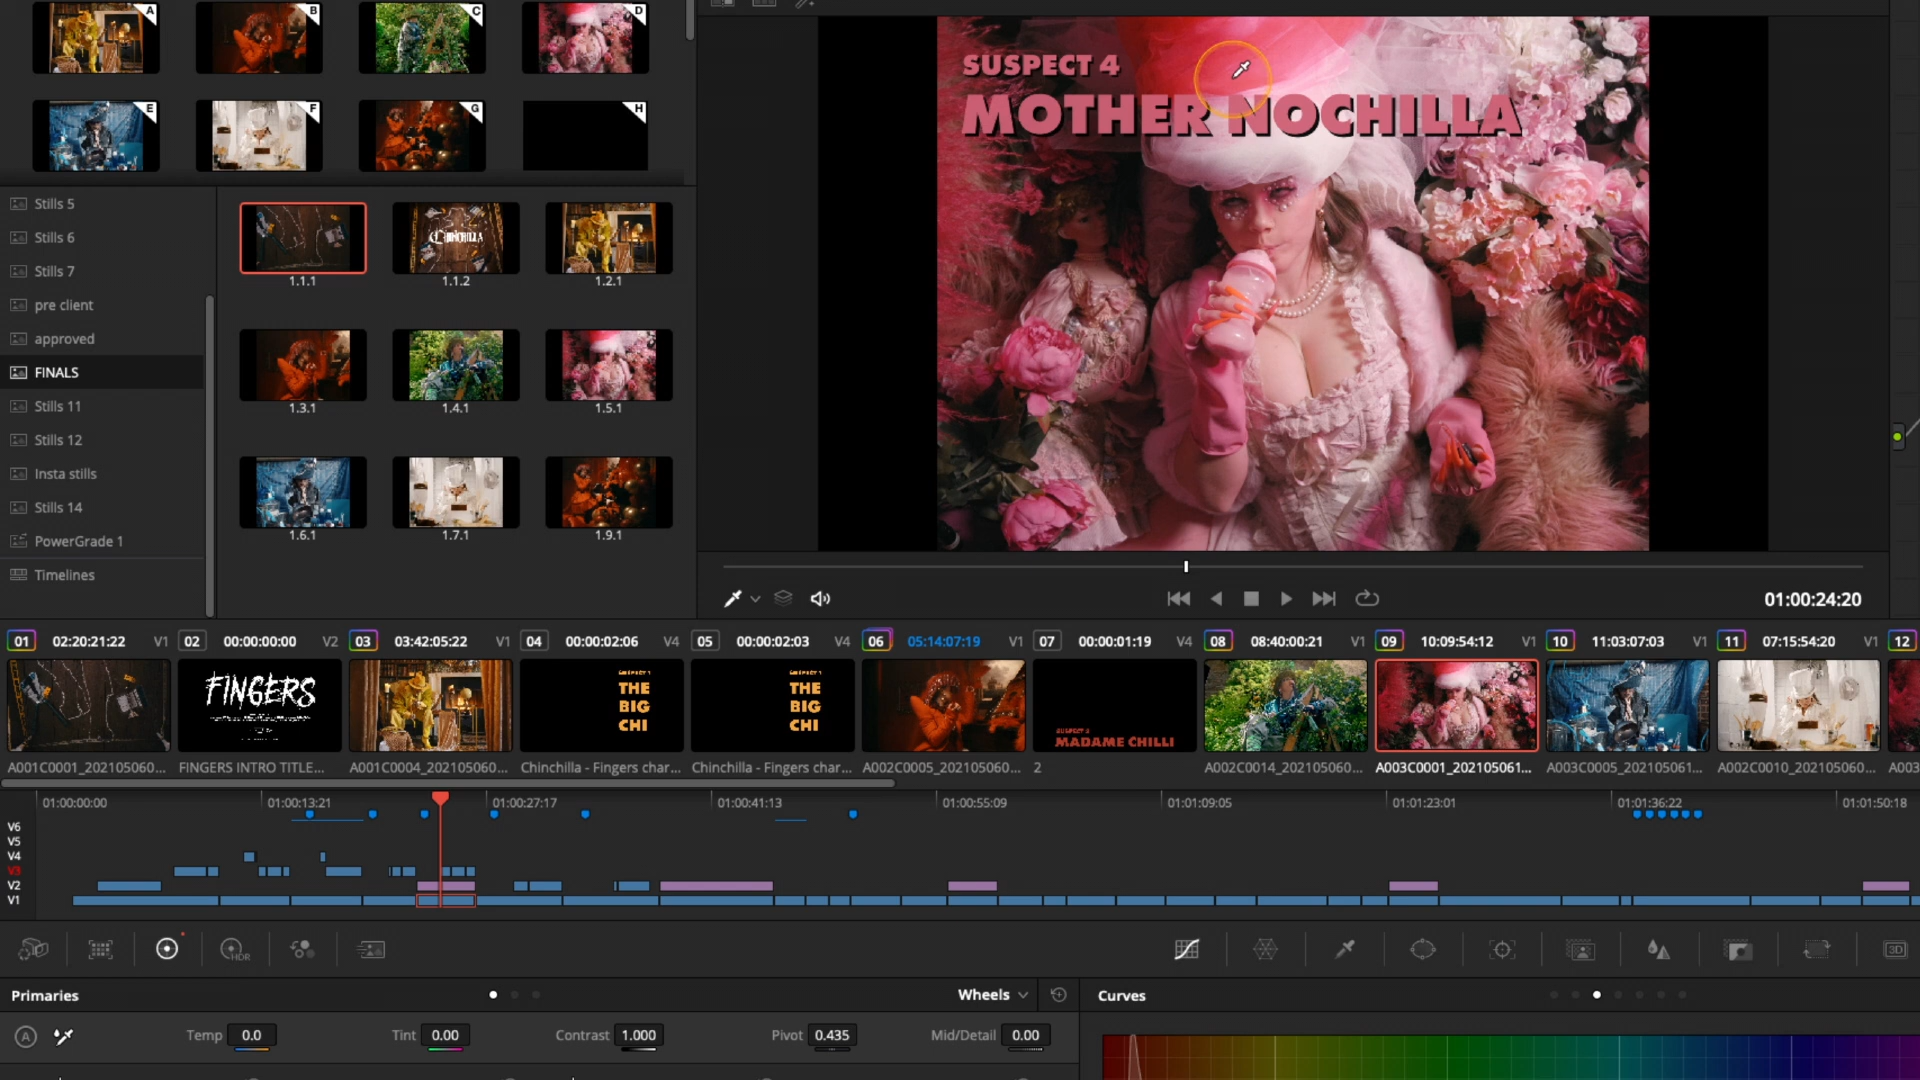 A B C D
SUSPECT 4
MOTHER NOCHILLA
E F G H
Stills 5
Stills 6
Stills 7
pre client
approved
FINALS
Stills 11
Stills 12
Insta stills
Stills 14
PowerGrade 1
Timelines
CHINCHILLA
1.1.1 1.1.2 1.2.1
1.3.1 1.4.1 1.5.1
1.6.1 1.7.1 1.9.1
01:00:24:20
01 02:20:21:22 V1 02 00:00:00:00 V2 03 03:42:05:22 V1 04 00:00:02:06 V4 05 00:00:02:03 V4 06 05:14:07:19 V1 07 00:00:01:19 V4 08 08:40:00:21 V1 09 10:09:54:12 V1 10 11:03:07:03 V1 11 07:15:54:20 V1 12
FINGERS
SUSPECT 1
THE
BIG
CHI
SUSPECT 1
THE
BIG
CHI
MADAME CHILLI
A001C0001_202105060... FINGERS INTRO TITLE... A001C0004_202105060... Chinchilla - Fingers char... Chinchilla - Fingers char... A002C0005_202105060... 2 A002C0014_202105060... A003C0001_202105061... A003C0005_202105061... A002C0010_202105060... A003
01:00:00:00 01:00:13:21 01:00:27:17 01:00:41:13 01:00:55:09 01:01:09:05 01:01:23:01 01:01:36:22 01:01:50:18
V6
V5
V4
V3
V2
V1
HDR 3D
Primaries Wheels Curves
A Temp 0.0 Tint 0.00 Contrast 1.000 Pivot 0.435 Mid/Detail 0.00